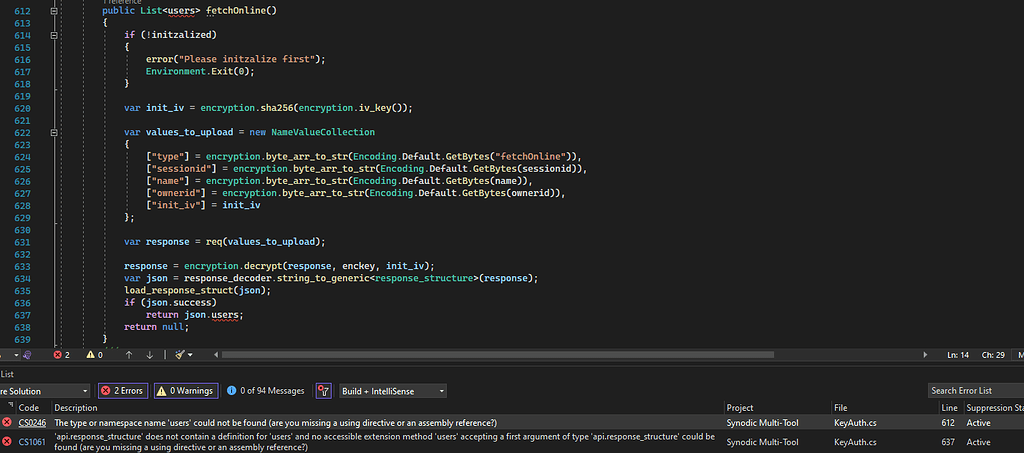 1 reference
612 public List<users> fetchOnline()
613 {
614 if (!initzalized)
615 {
616 error("Please initzalize first");
617 Environment.Exit(0);
618 }
619
620 var init_iv = encryption.sha256(encryption.iv_key());
621
622 var values_to_upload = new NameValueCollection
623 {
624 ["type"] = encryption.byte_arr_to_str(Encoding.Default.GetBytes("fetchOnline")),
625 ["sessionid"] = encryption.byte_arr_to_str(Encoding.Default.GetBytes(sessionid)),
626 ["name"] = encryption.byte_arr_to_str(Encoding.Default.GetBytes(name)),
627 ["ownerid"] = encryption.byte_arr_to_str(Encoding.Default.GetBytes(ownerid)),
628 ["init_iv"] = init_iv
629 };
630
631 var response = req(values_to_upload);
632
633 response = encryption.decrypt(response, enckey, init_iv);
634 var json = response_decoder.string_to_generic<response_structure>(response);
635 load_response_struct(json);
636 if (json.success)
637 return json.users;
638 return null;
639 }
2 0 Ln: 14 Ch: 29 M
List
re Solution 2 Errors 0 Warnings 0 of 94 Messages Build + IntelliSense Search Error List
Code Description Project File Line Suppression Sta
CS0246 The type or namespace name 'users' could not be found (are you missing a using directive or an assembly reference?) Synodic Multi-Tool KeyAuth.cs 612 Active
CS1061 'api.response_structure' does not contain a definition for 'users' and no accessible extension method 'users' accepting a first argument of type 'api.response_structure' could be Synodic Multi-Tool KeyAuth.cs 637 Active
found (are you missing a using directive or an assembly reference?)